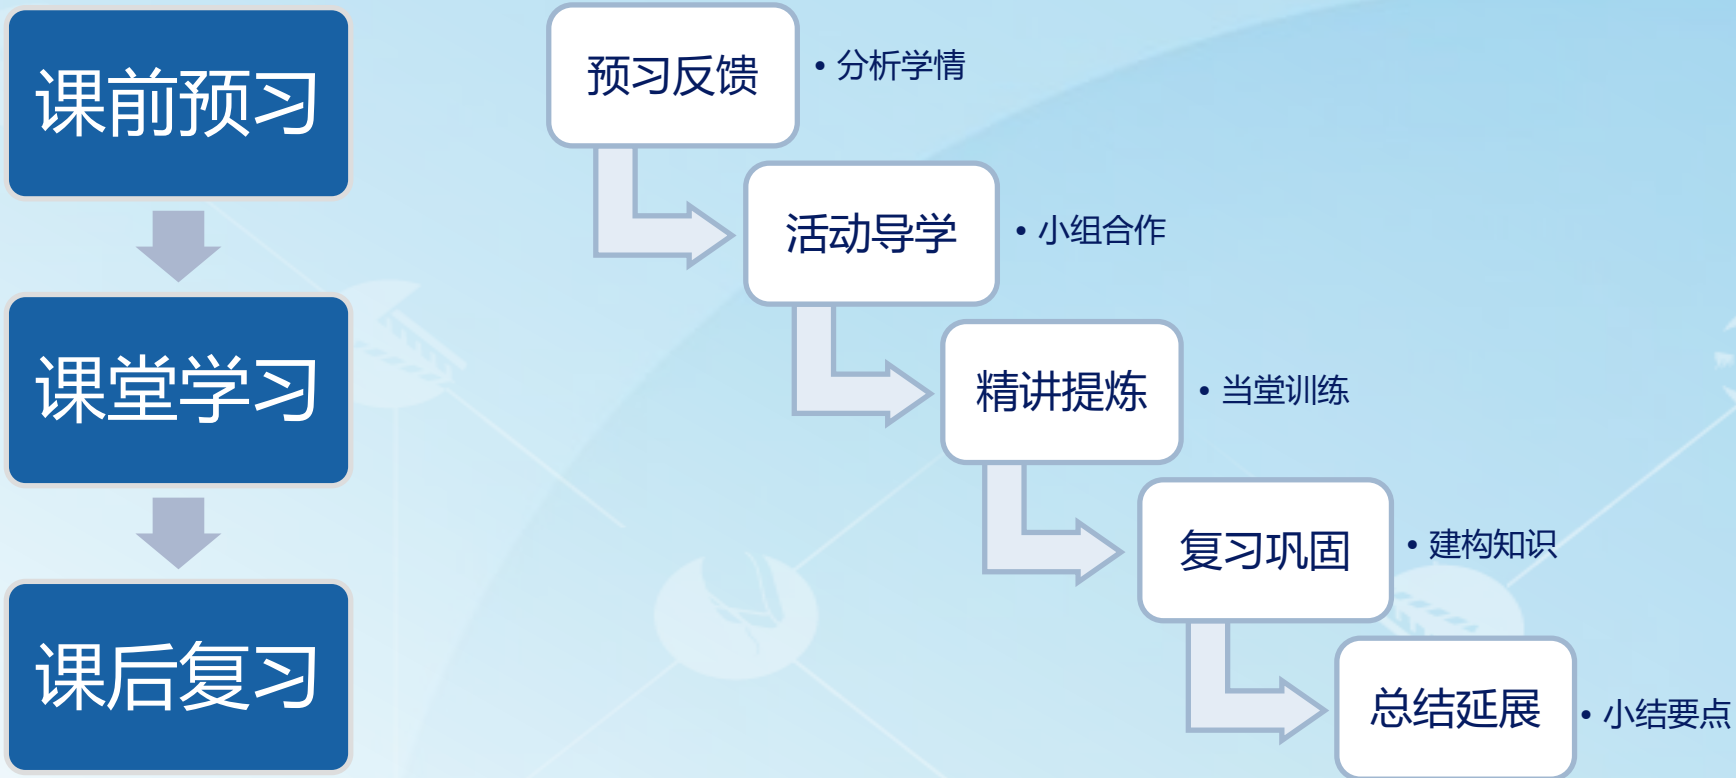 课前预习
课堂学习
课后复习
预习反馈
• 分析学情
活动导学
• 小组合作
精讲提炼
• 当堂训练
复习巩固
• 建构知识
总结延展
• 小结要点